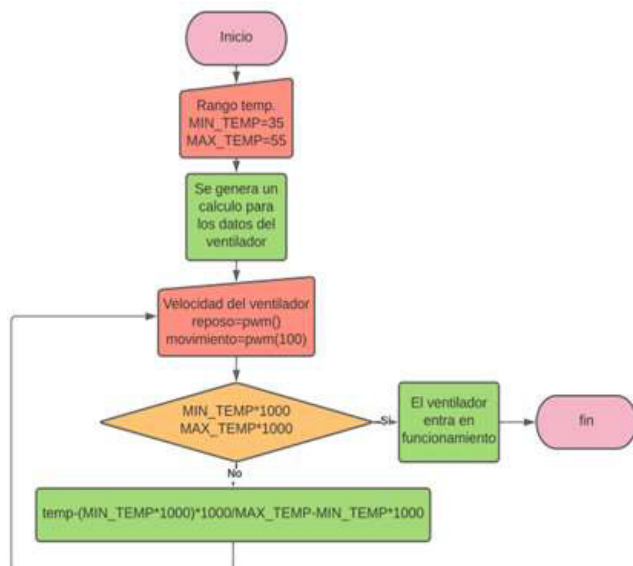 Inicio
Rango temp.
MIN_TEMP=35
MAX_TEMP=55
Se genera un
calculo para
los datos del
ventilador
Velocidad del ventilador
reposo=pwm()
movimiento=pwm(100)
MIN_TEMP*1000
MAX_TEMP*1000
Si
El ventilador
entra en
funcionamiento
fin
No
temp-(MIN_TEMP*1000)*1000/MAX_TEMP-MIN_TEMP*1000